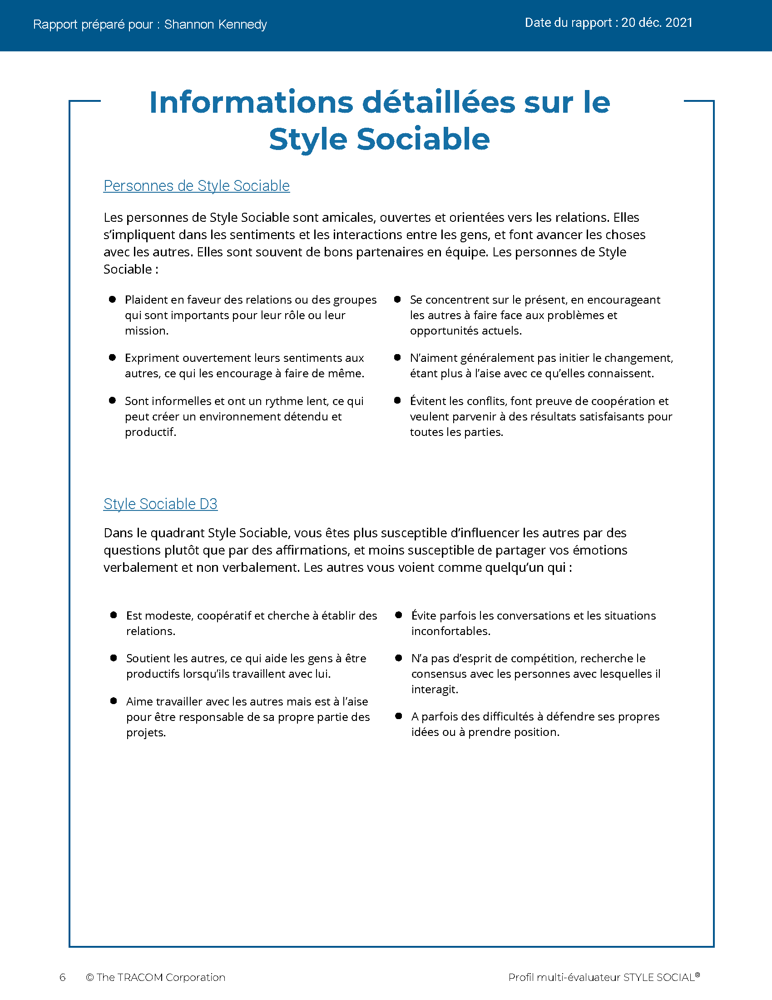 Rapport préparé pour : Shannon Kennedy
Date du rapport : 20 déc. 2021
Informations détaillées sur le
Style Sociable
Personnes de Style Sociable
Les personnes de Style Sociable sont amicales, ouvertes et orientées vers les relations. Elles
s’impliquent dans les sentiments et les interactions entre les gens, et font avancer les choses
avec les autres. Elles sont souvent de bons partenaires en équipe. Les personnes de Style
Sociable :
● Plaident en faveur des relations ou des groupes
qui sont importants pour leur rôle ou leur
mission.
● Expriment ouvertement leurs sentiments aux
autres, ce qui les encourage à faire de même.
● Sont informelles et ont un rythme lent, ce qui
peut créer un environnement détendu et
productif.
● Se concentrent sur le présent, en encourageant
les autres à faire face aux problèmes et
opportunités actuels.
● N’aiment généralement pas initier le changement,
étant plus à l’aise avec ce qu’elles connaissent.
● Évitent les conflits, font preuve de coopération et
veulent parvenir à des résultats satisfaisants pour
toutes les parties.
Style Sociable D3
Dans le quadrant Style Sociable, vous êtes plus susceptible d’influencer les autres par des
questions plutôt que par des affirmations, et moins susceptible de partager vos émotions
verbalement et non verbalement. Les autres vous voient comme quelqu’un qui :
● Est modeste, coopératif et cherche à établir des
relations.
● Soutient les autres, ce qui aide les gens à être
productifs lorsqu’ils travaillent avec lui.
● Aime travailler avec les autres mais est à l’aise
pour être responsable de sa propre partie des
projets.
● Évite parfois les conversations et les situations
inconfortables.
● N’a pas d’esprit de compétition, recherche le
consensus avec les personnes avec lesquelles il
interagit.
● A parfois des difficultés à défendre ses propres
idées ou à prendre position.
6 © The TRACOM Corporation
Profil multi-évaluateur STYLE SOCIAL®